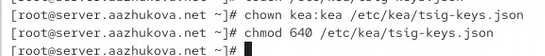 [root@server.aazhukova.net ~]# chown kea:kea /etc/kea/tsig-keys.json
[root@server.aazhukova.net ~]# chmod 640 /etc/kea/tsig-keys.json
[root@server.aazhukova.net ~]#